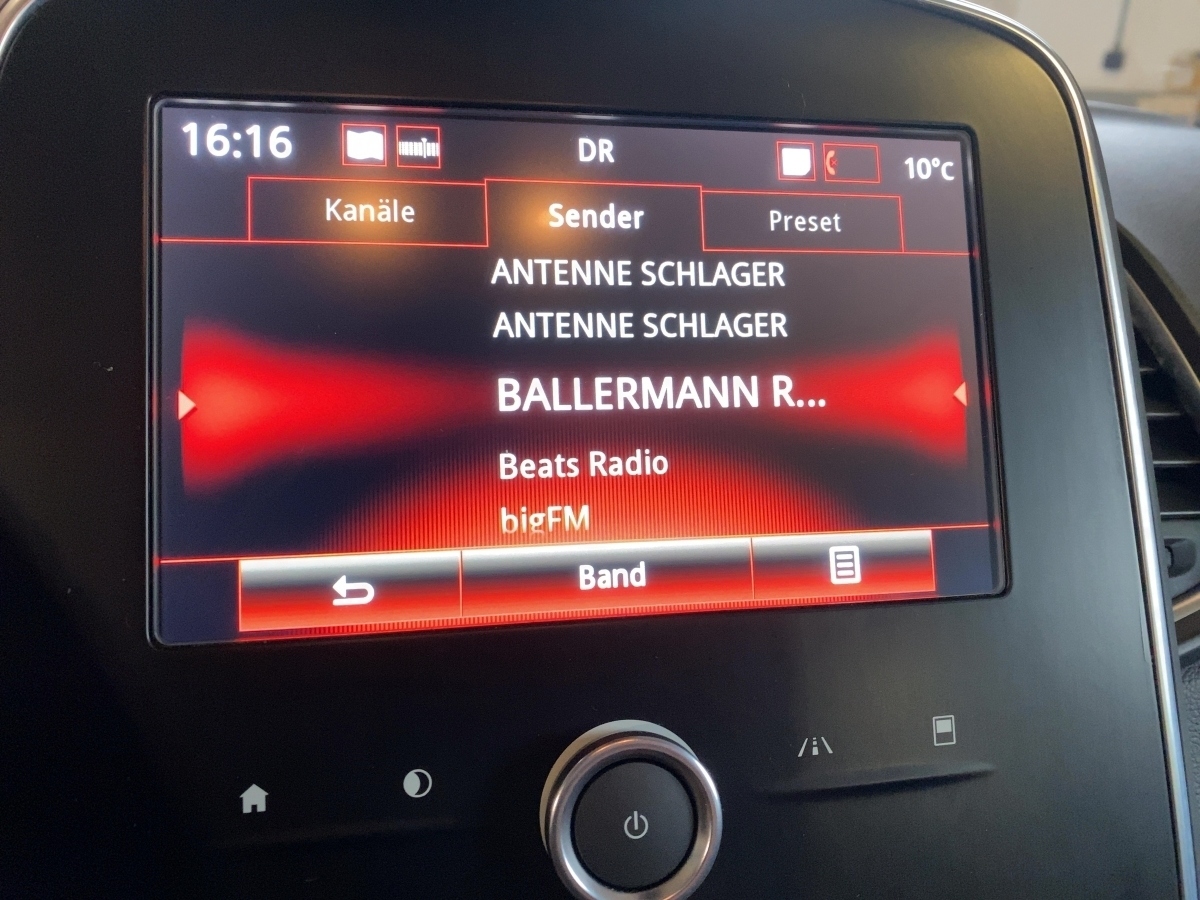 16:16 DR 10°C
Kanäle Sender Preset
ANTENNE SCHLAGER
ANTENNE SCHLAGER
BALLERMANN R...
Beats Radio
bigFM
Band